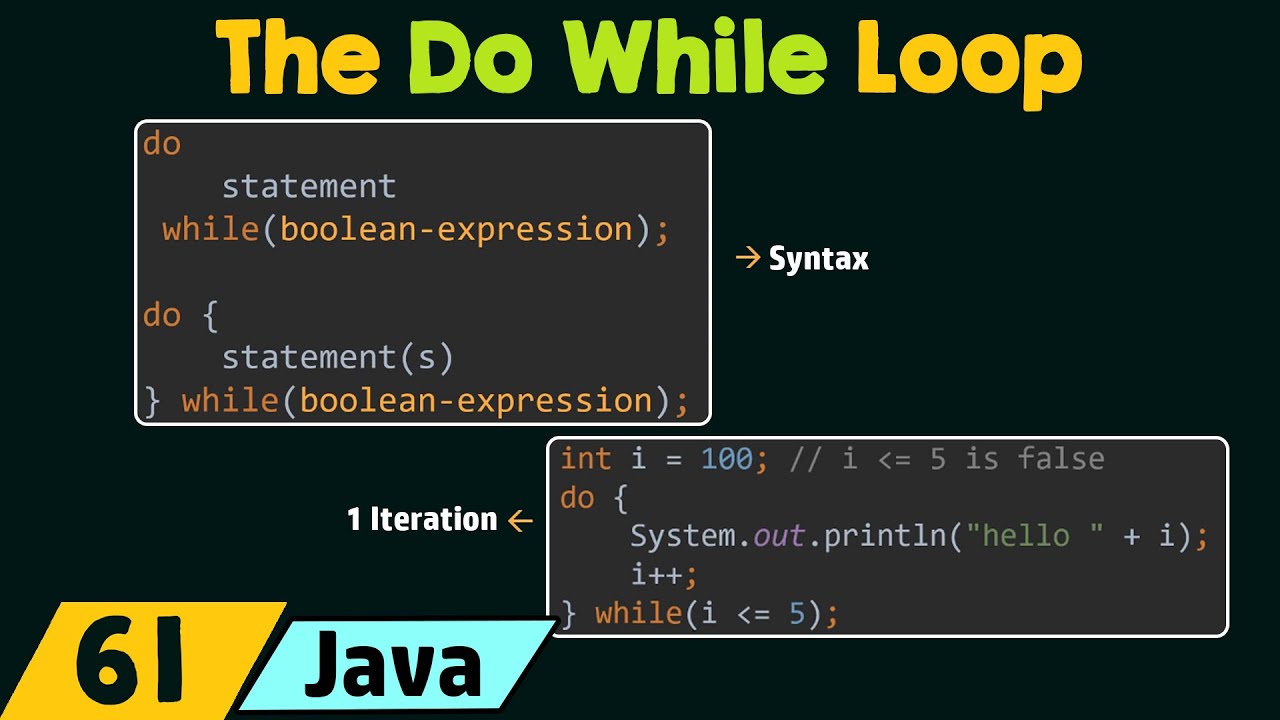 The Do While Loop
do
    statement
 while(boolean-expression);
→ Syntax
do {
    statement(s)
} while(boolean-expression);
int i = 100; // i <= 5 is false
do {
    System.out.println("hello " + i);
    i++;
} while(i <= 5);
1 Iteration ←
61 Java